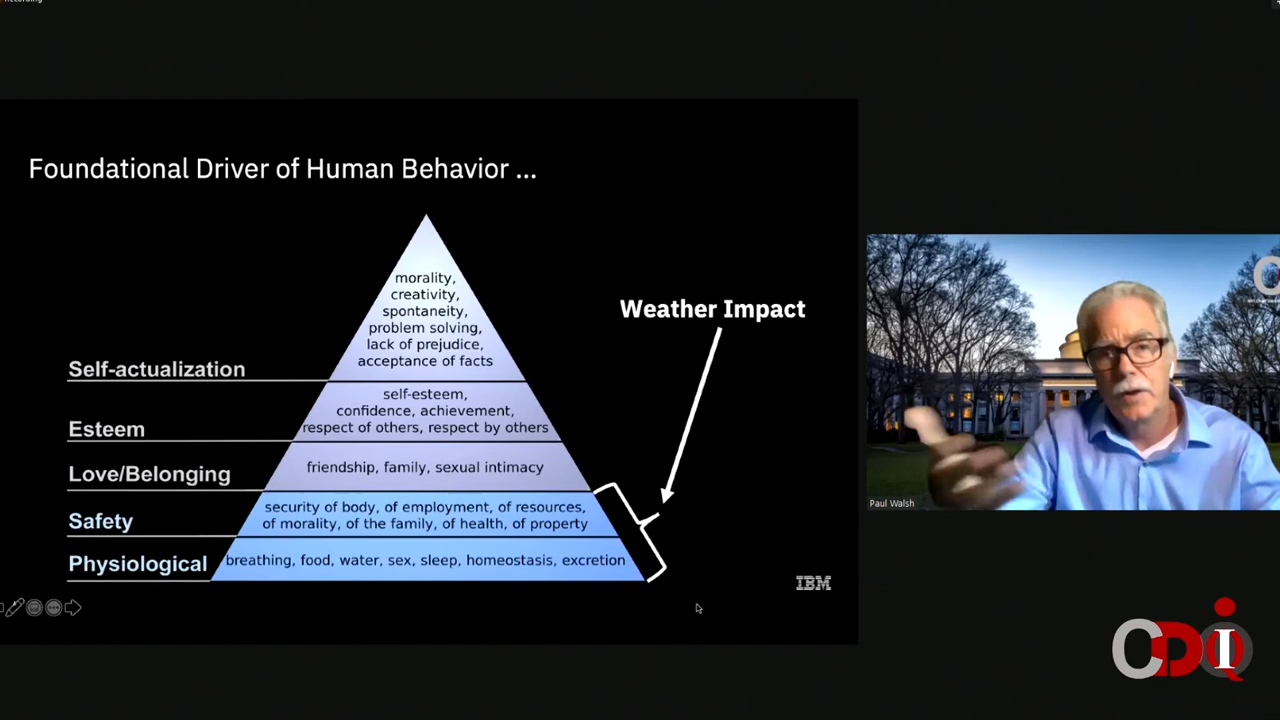 Recording
Foundational Driver of Human Behavior ...
morality,
creativity,
spontaneity,
problem solving,
lack of prejudice,
acceptance of facts
Self-actualization
self-esteem,
confidence, achievement,
respect of others, respect by others
Esteem
friendship, family, sexual intimacy
Love/Belonging
security of body, of employment, of resources,
of morality, of the family, of health, of property
Safety
breathing, food, water, sex, sleep, homeostasis, excretion
Physiological
Weather Impact
IBM
Paul Walsh
CDOIQ